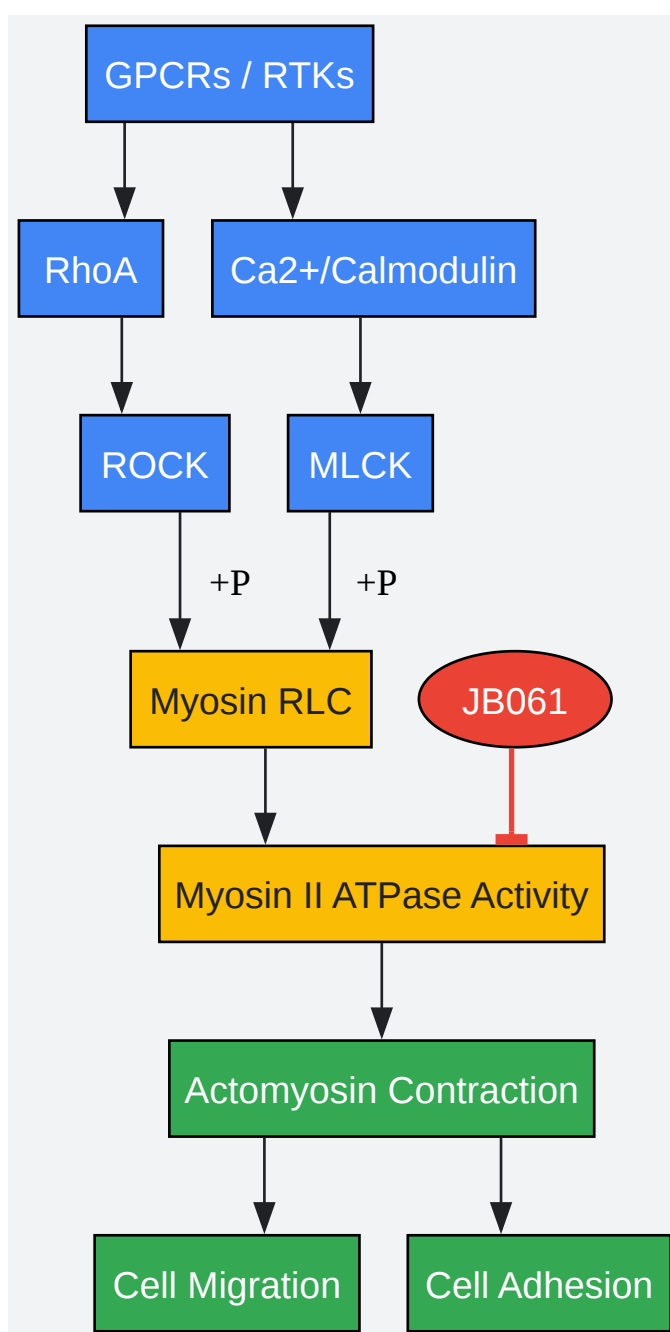 GPCRs / RTKs
RhoA
Ca2+/Calmodulin
ROCK
MLCK
+P
+P
Myosin RLC
JB061
Myosin II ATPase Activity
Actomyosin Contraction
Cell Migration
Cell Adhesion